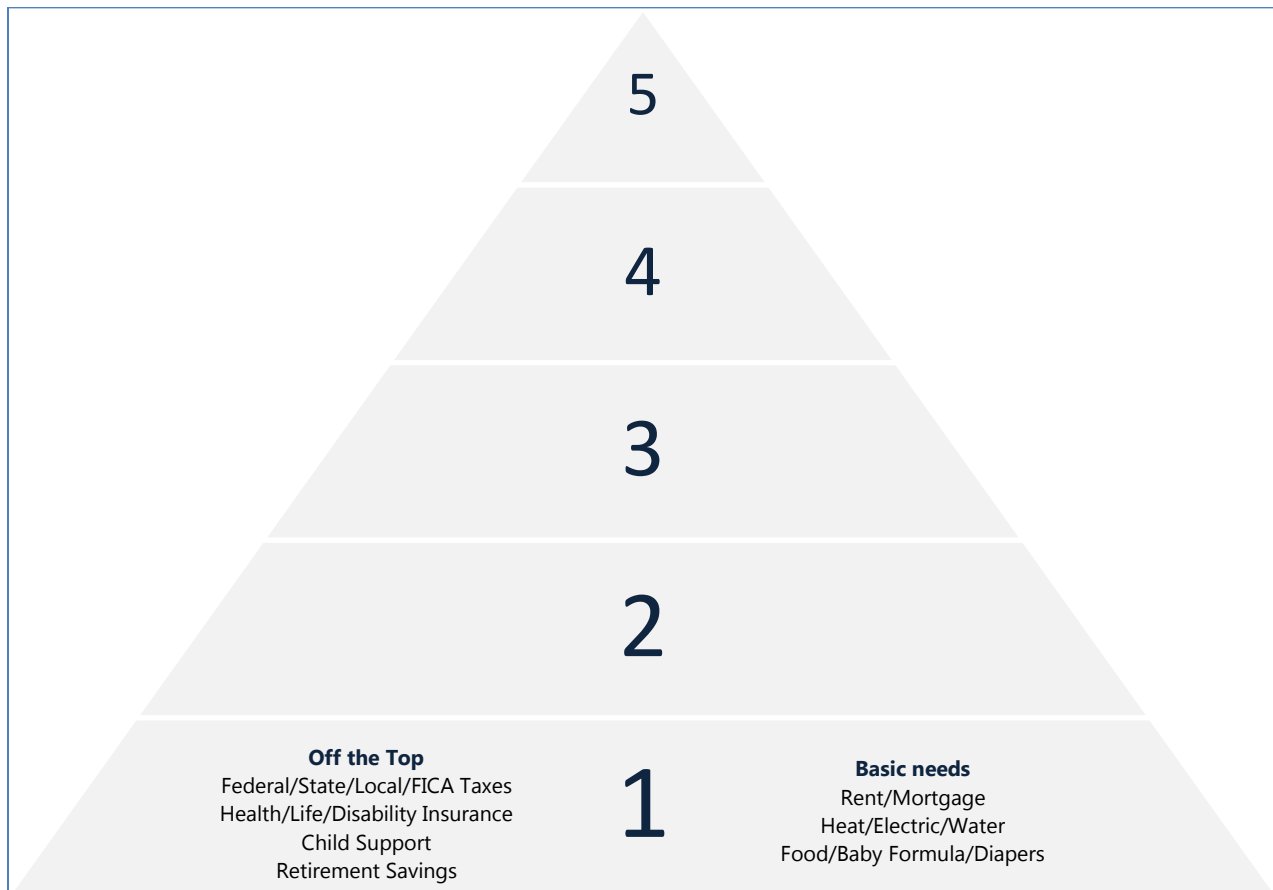 5
4
3
2
Off the Top
Federal/State/Local/FICA Taxes
Health/Life/Disability Insurance
Child Support
Retirement Savings
1
Basic needs
Rent/Mortgage
Heat/Electric/Water
Food/Baby Formula/Diapers